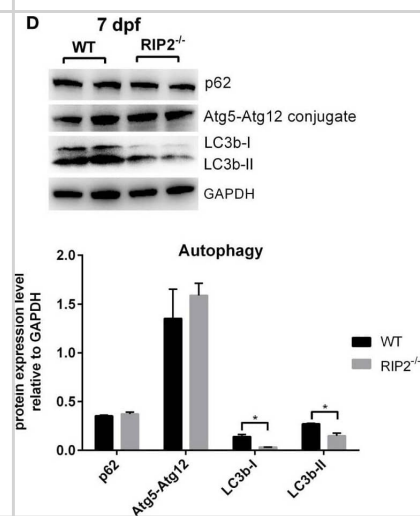 D
7 dpf
WT RIP2-/-
p62
Atg5-Atg12 conjugate
LC3b-I
LC3b-II
GAPDH
Autophagy
protein expression level
relative to GAPDH
2.0
1.5
1.0
0.5
0.0
* *
WT
RIP2-/-
p62
Atg5-Atg12
LC3b-I
LC3b-II